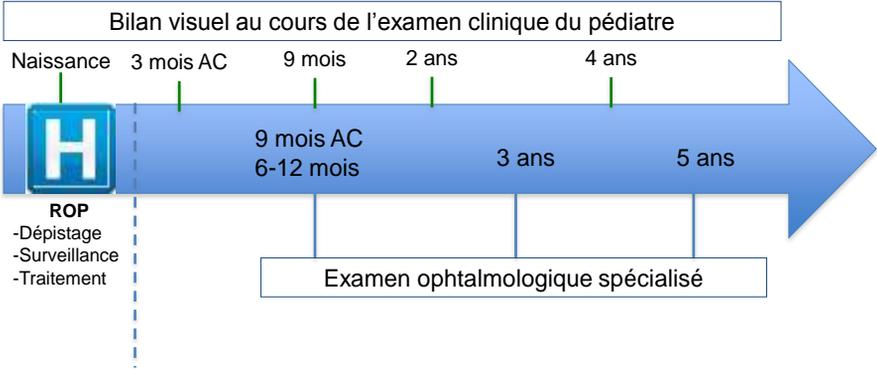 Bilan visuel au cours de l’examen clinique du pédiatre
Naissance
3 mois AC
9 mois
2 ans
4 ans
H
9 mois AC
6-12 mois
3 ans
5 ans
ROP
-Dépistage
-Surveillance
-Traitement
Examen ophtalmologique spécialisé